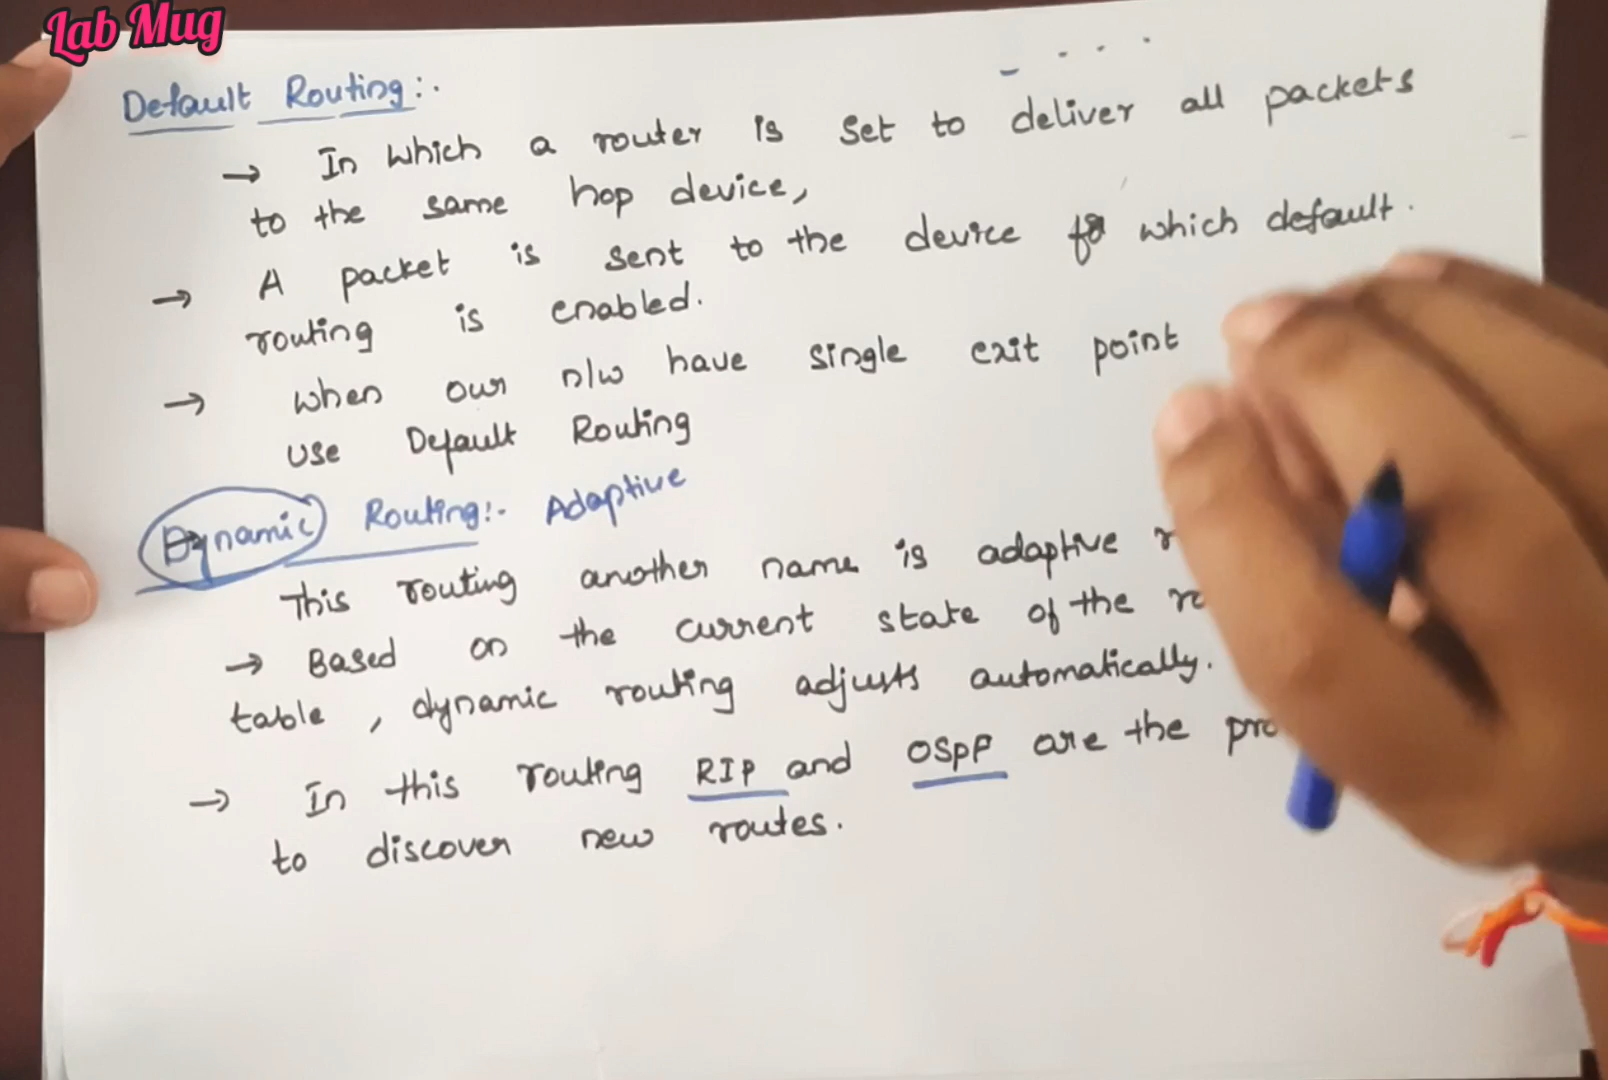 Lab Mug
Default Routing:-
→ In which a router is set to deliver all packets
to the same hop device,
→ A packet is sent to the device for which default.
routing is enabled.
→ when our n/w have single exit point
use Default Routing
Dynamic Routing:- Adaptive
This routing another name is adaptive
→ Based on the current state of the
table, dynamic routing adjusts automatically.
→ In this routing RIP and OSPF are the
to discover new routes.